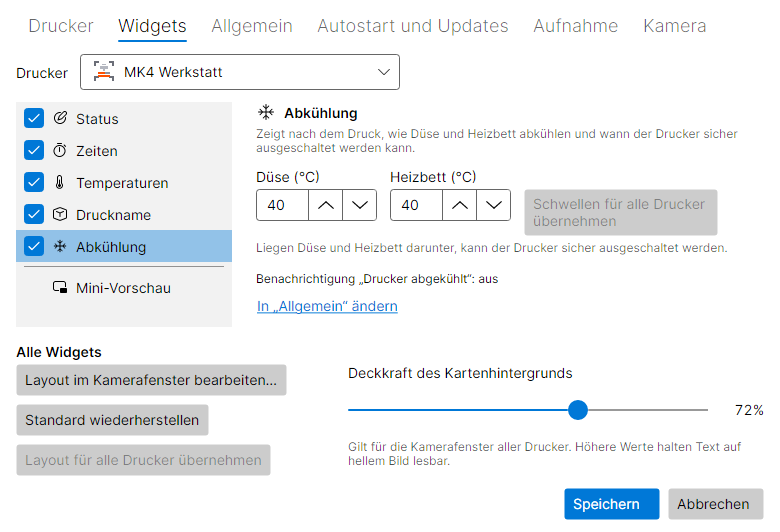 Drucker Widgets Allgemein Autostart und Updates Aufnahme Kamera
Drucker MK4 Werkstatt
Status
Zeiten
Temperaturen
Druckname
Abkühlung
Mini-Vorschau
Abkühlung
Zeigt nach dem Druck, wie Düse und Heizbett abkühlen und wann der Drucker sicher
ausgeschaltet werden kann.
Düse (°C) Heizbett (°C)
40 40
Schwellen für alle Drucker
übernehmen
Liegen Düse und Heizbett darunter, kann der Drucker sicher ausgeschaltet werden.
Benachrichtigung „Drucker abgekühlt“: aus
In „Allgemein“ ändern
Alle Widgets
Layout im Kamerafenster bearbeiten...
Standard wiederherstellen
Layout für alle Drucker übernehmen
Deckkraft des Kartenhintergrunds
72%
Gilt für die Kamerafenster aller Drucker. Höhere Werte halten Text auf
hellem Bild lesbar.
Speichern Abbrechen